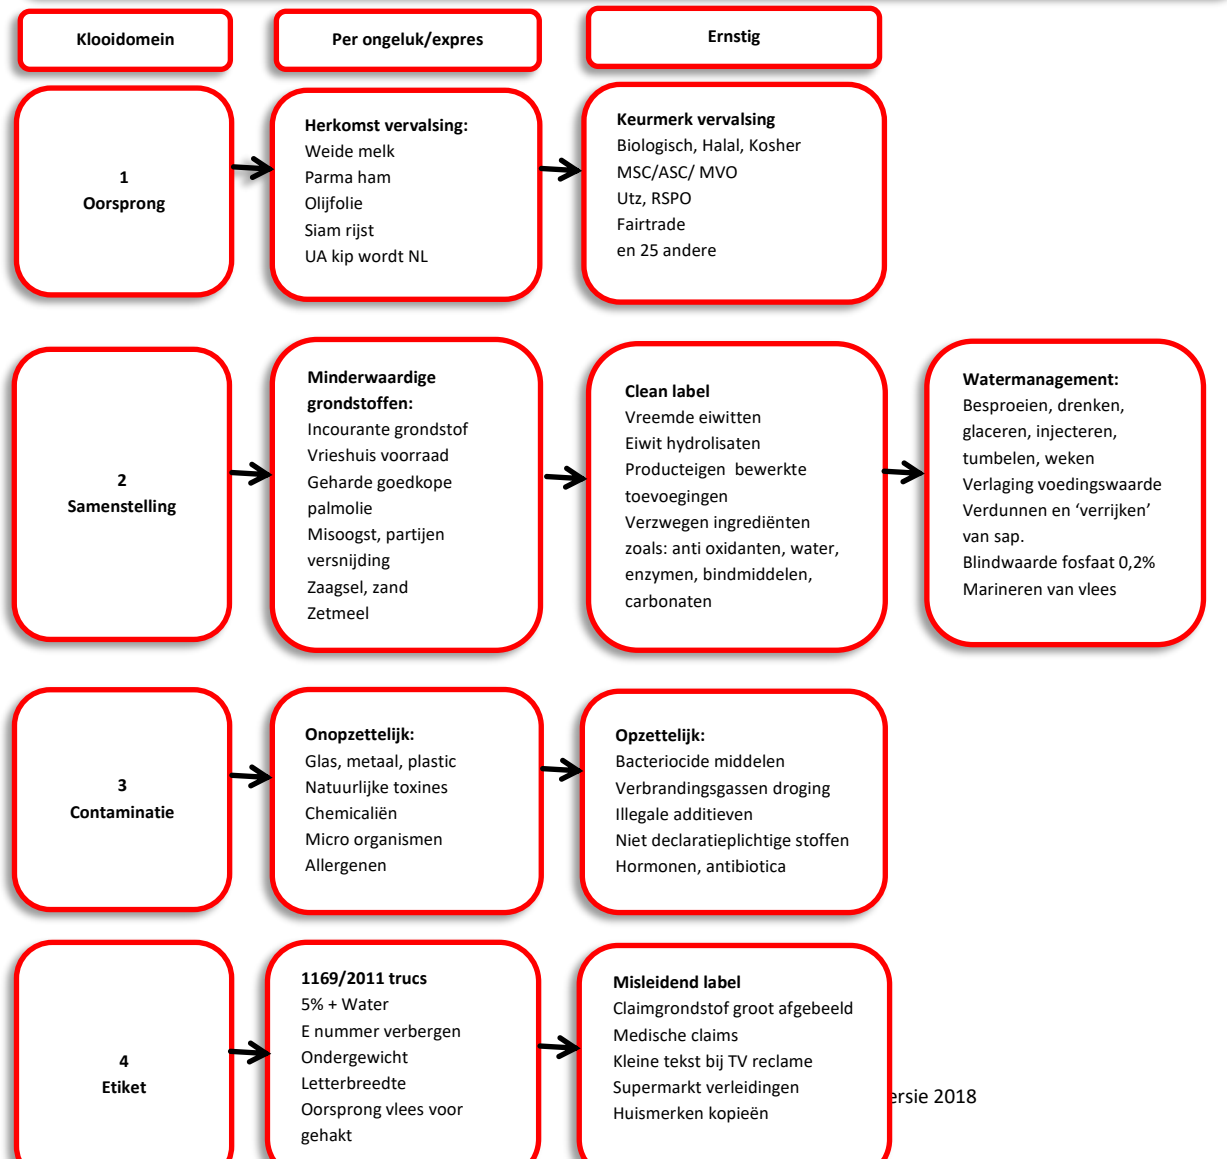 Klooidomein
Per ongeluk/expres
Ernstig
1
Oorsprong
Herkomst vervalsing:
Weide melk
Parma ham
Olijfolie
Siam rijst
UA kip wordt NL
Keurmerk vervalsing
Biologisch, Halal, Kosher
MSC/ASC/ MVO
Utz, RSPO
Fairtrade
en 25 andere
2
Samenstelling
Minderwaardige
grondstoffen:
Incourante grondstof
Vrieshuis voorraad
Geharde goedkope
palmolie
Misoogst, partijen
versnijding
Zaagsel, zand
Zetmeel
Clean label
Vreemde eiwitten
Eiwit hydrolisaten
Producteigen bewerkte
toevoegingen
Verzwegen ingrediënten
zoals: anti oxidanten, water,
enzymen, bindmiddelen,
carbonaten
Watermanagement:
Besproeien, drenken,
glaceren, injecteren,
tumbelen, weken
Verlaging voedingswaarde
Verdunnen en ‘verrijken’
van sap.
Blindwaarde fosfaat 0,2%
Marineren van vlees
3
Contaminatie
Onopzettelijk:
Glas, metaal, plastic
Natuurlijke toxines
Chemicaliën
Micro organismen
Allergenen
Opzettelijk:
Bacteriocide middelen
Verbrandingsgassen droging
Illegale additieven
Niet declaratieplichtige stoffen
Hormonen, antibiotica
4
Etiket
1169/2011 trucs
5% + Water
E nummer verbergen
Ondergewicht
Letterbreedte
Oorsprong vlees voor
gehakt
Misleidend label
Claimgrondstof groot afgebeeld
Medische claims
Kleine tekst bij TV reclame
Supermarkt verleidingen
Huismerken kopieën
ersie 2018